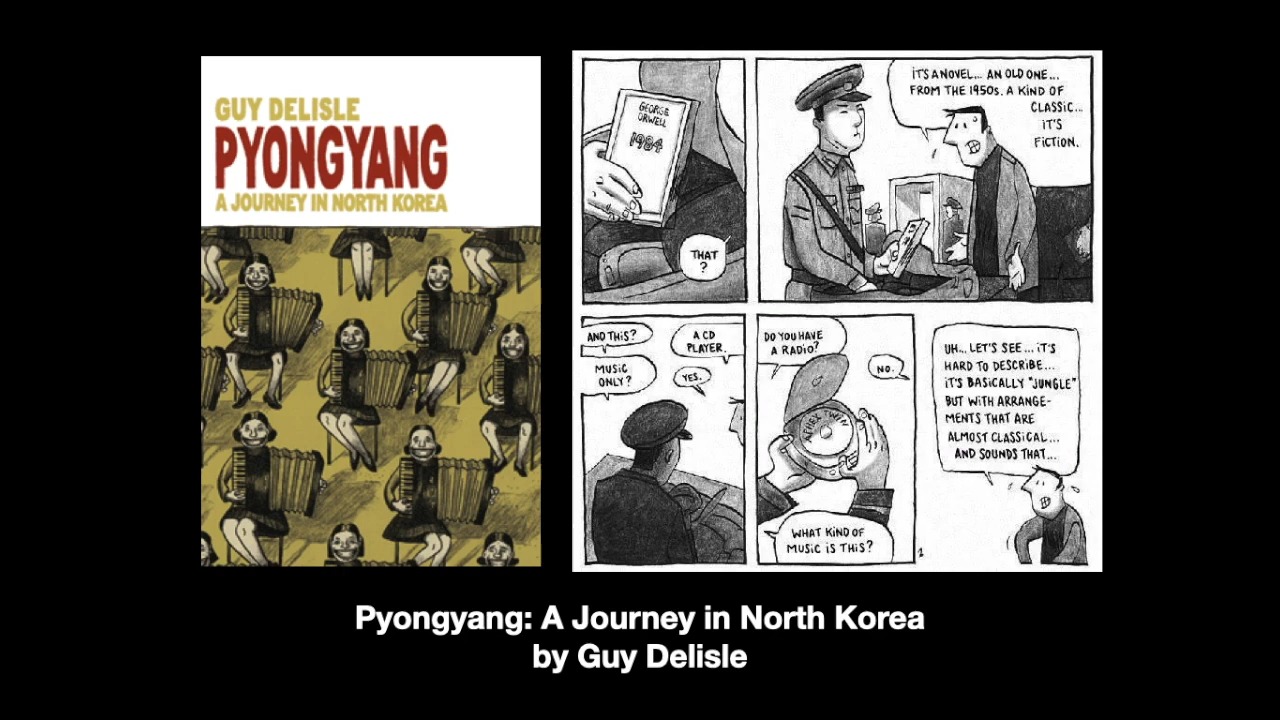 GUY DELISLE
PYONGYANG
A JOURNEY IN NORTH KOREA
GEORGE
ORWELL
1984
THAT
?
IT'S A NOVEL... AN OLD ONE...
FROM THE 1950s. A KIND OF
CLASSIC...
IT'S
FICTION.
AND THIS?
A CD
PLAYER.
MUSIC
ONLY?
YES.
DO YOU HAVE
A RADIO?
NO.
APHEX TWIN
WHAT KIND OF
MUSIC IS THIS?
1
UH... LET'S SEE... IT'S
HARD TO DESCRIBE...
IT'S BASICALLY "JUNGLE"
BUT WITH ARRANGE-
MENTS THAT ARE
ALMOST CLASSICAL...
AND SOUNDS THAT...
Pyongyang: A Journey in North Korea
by Guy Delisle